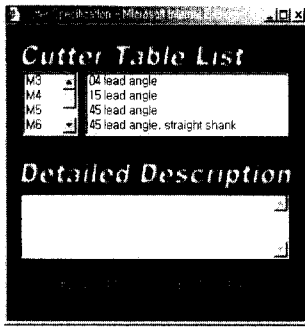 Cutter Table List
M3 04 lead angle
M4 15 lead angle
M5 45 lead angle
M6 45 lead angle, straight shank
Detailed Description